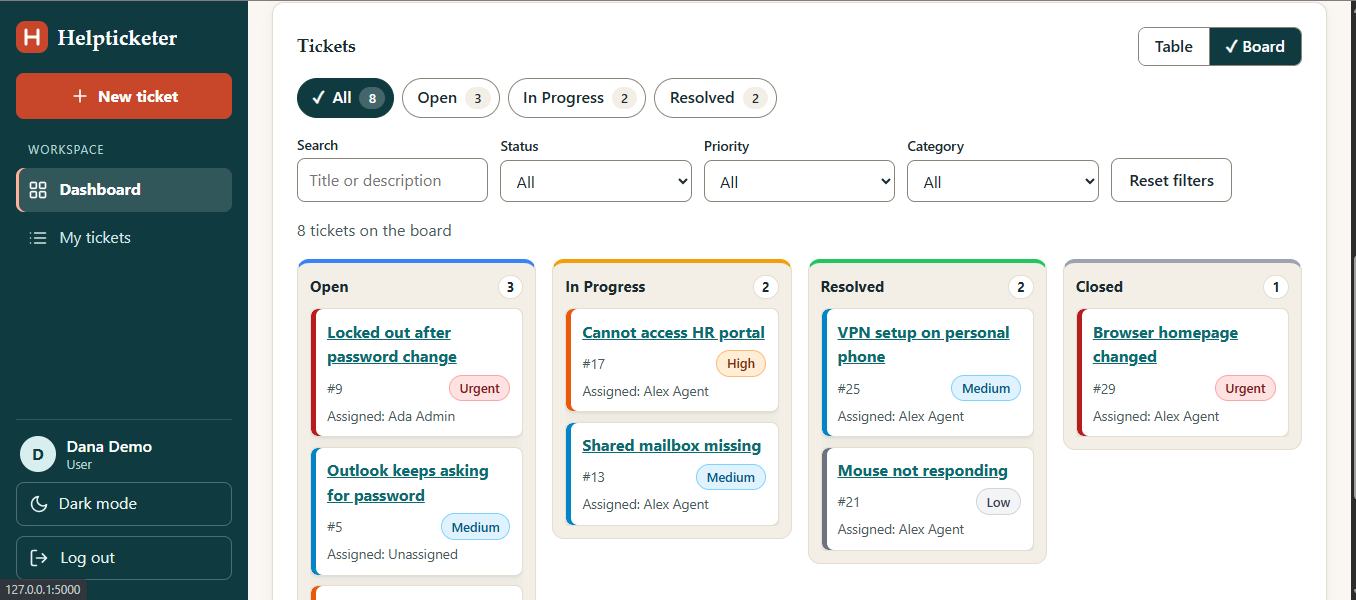 H Helpticketer
+ New ticket
WORKSPACE
Dashboard
My tickets
D
Dana Demo
User
Dark mode
Log out
127.0.0.1:5000
Tickets
Table ✓ Board
✓ All 8 Open 3 In Progress 2 Resolved 2
Search Status Priority Category
Title or description All All All Reset filters
8 tickets on the board
Open 3
Locked out after
password change
#9 Urgent
Assigned: Ada Admin
Outlook keeps asking
for password
#5 Medium
Assigned: Unassigned
In Progress 2
Cannot access HR portal
#17 High
Assigned: Alex Agent
Shared mailbox missing
#13 Medium
Assigned: Alex Agent
Resolved 2
VPN setup on personal
phone
#25 Medium
Assigned: Alex Agent
Mouse not responding
#21 Low
Assigned: Alex Agent
Closed 1
Browser homepage
changed
#29 Urgent
Assigned: Alex Agent